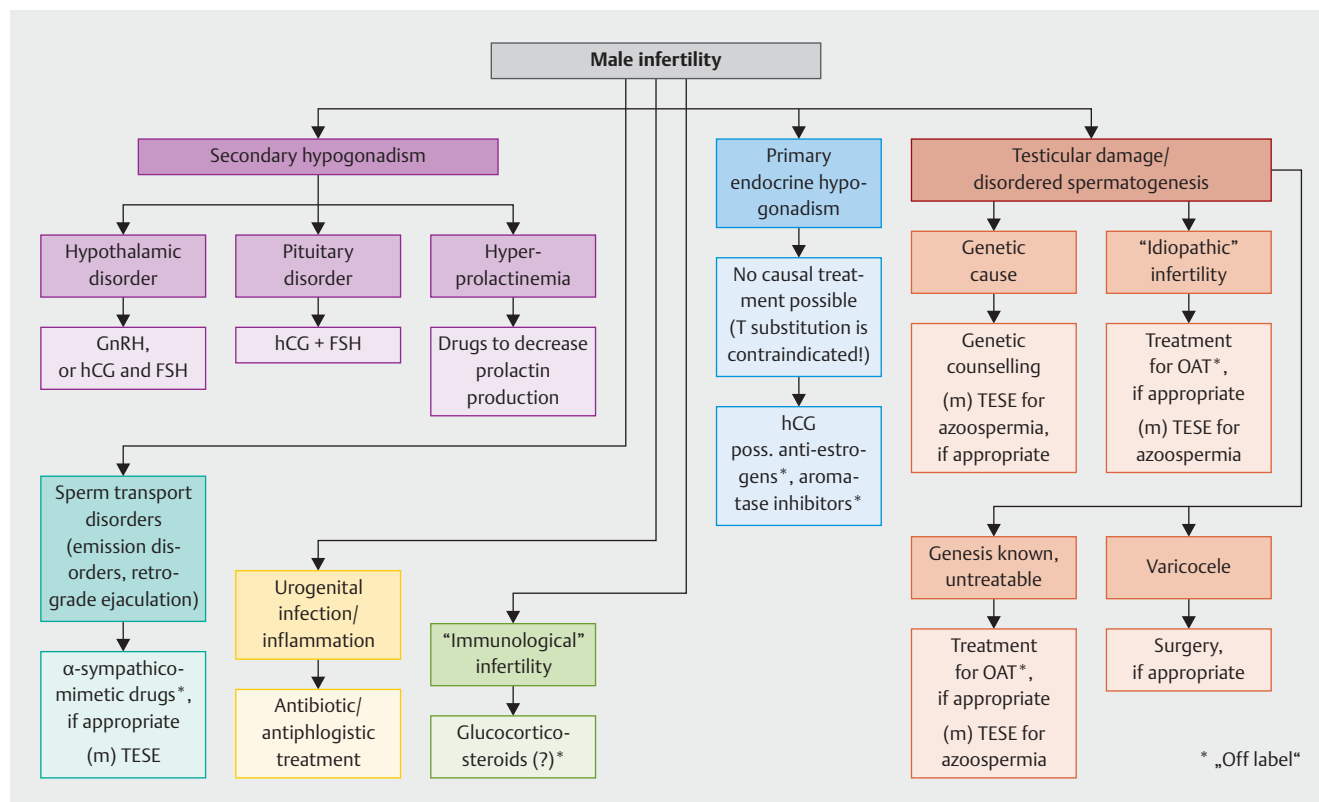 Male infertility
Secondary hypogonadism
Hypothalamic
disorder
GnRH,
or hCG and FSH
Pituitary
disorder
hCG + FSH
Hyper-
prolactinemia
Drugs to decrease
prolactin
production
Primary
endocrine hypo-
gonadism
No causal treat-
ment possible
(T substitution is
contraindicated!)
hCG
poss. anti-estro-
gens*, aroma-
tase inhibitors*
Testicular damage/
disordered spermatogenesis
Genetic
cause
Genetic
counselling
(m) TESE for
azoospermia,
if appropriate
“Idiopathic”
infertility
Treatment
for OAT*,
if appropriate
(m) TESE for
azoospermia
Sperm transport
disorders
(emission dis-
orders, retro-
grade ejaculation)
α-sympathico-
mimetic drugs*,
if appropriate
(m) TESE
Urogenital
infection/
inflammation
Antibiotic/
antiphlogistic
treatment
“Immunological”
infertility
Glucocortico-
steroids (?)*
Genesis known,
untreatable
Treatment
for OAT*,
if appropriate
(m) TESE for
azoospermia
Varicocele
Surgery,
if appropriate
* „Off label“